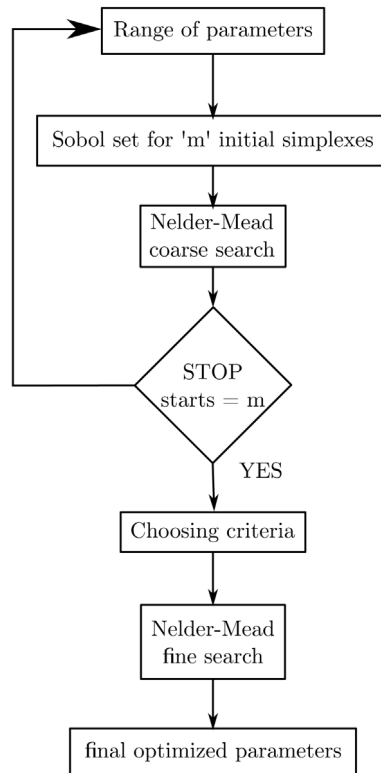 Range of parameters
Sobol set for 'm' initial simplexes
Nelder-Mead
coarse search
STOP
starts = m
YES
Choosing criteria
Nelder-Mead
fine search
final optimized parameters